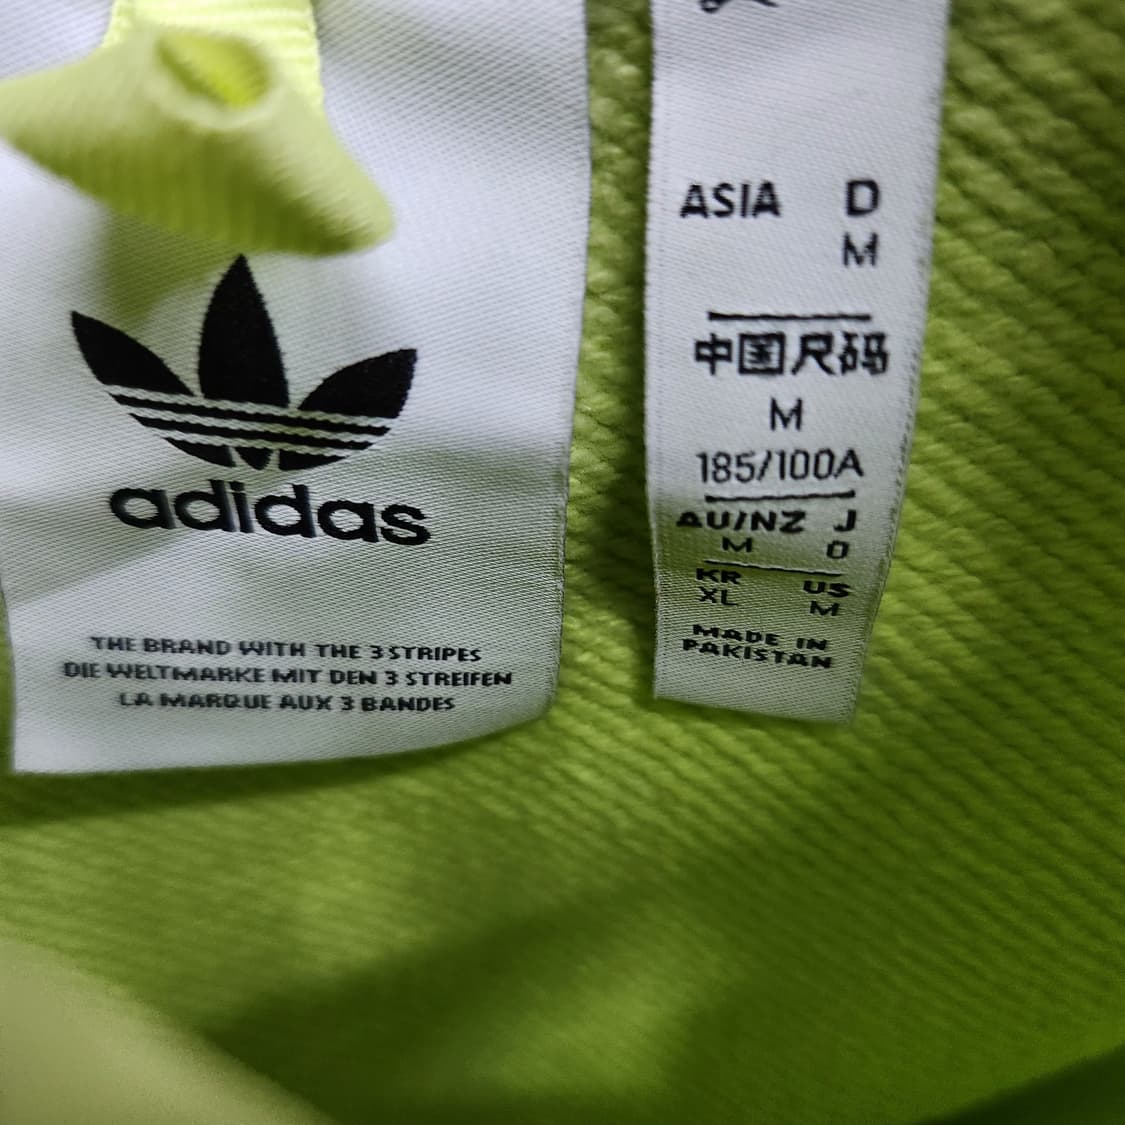 adidas
THE BRAND WITH THE 3 STRIPES
DIE WELTMARKE MIT DEN 3 STREIFEN
LA MARQUE AUX 3 BANDES
ASIA D
M
中国尺码
M
185/100A
AU/NZ J
M O
KR US
XL M
MADE IN
PAKISTAN